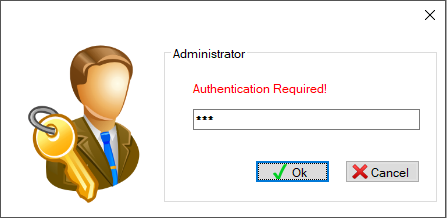 Administrator
Authentication Required!
***
Ok
Cancel